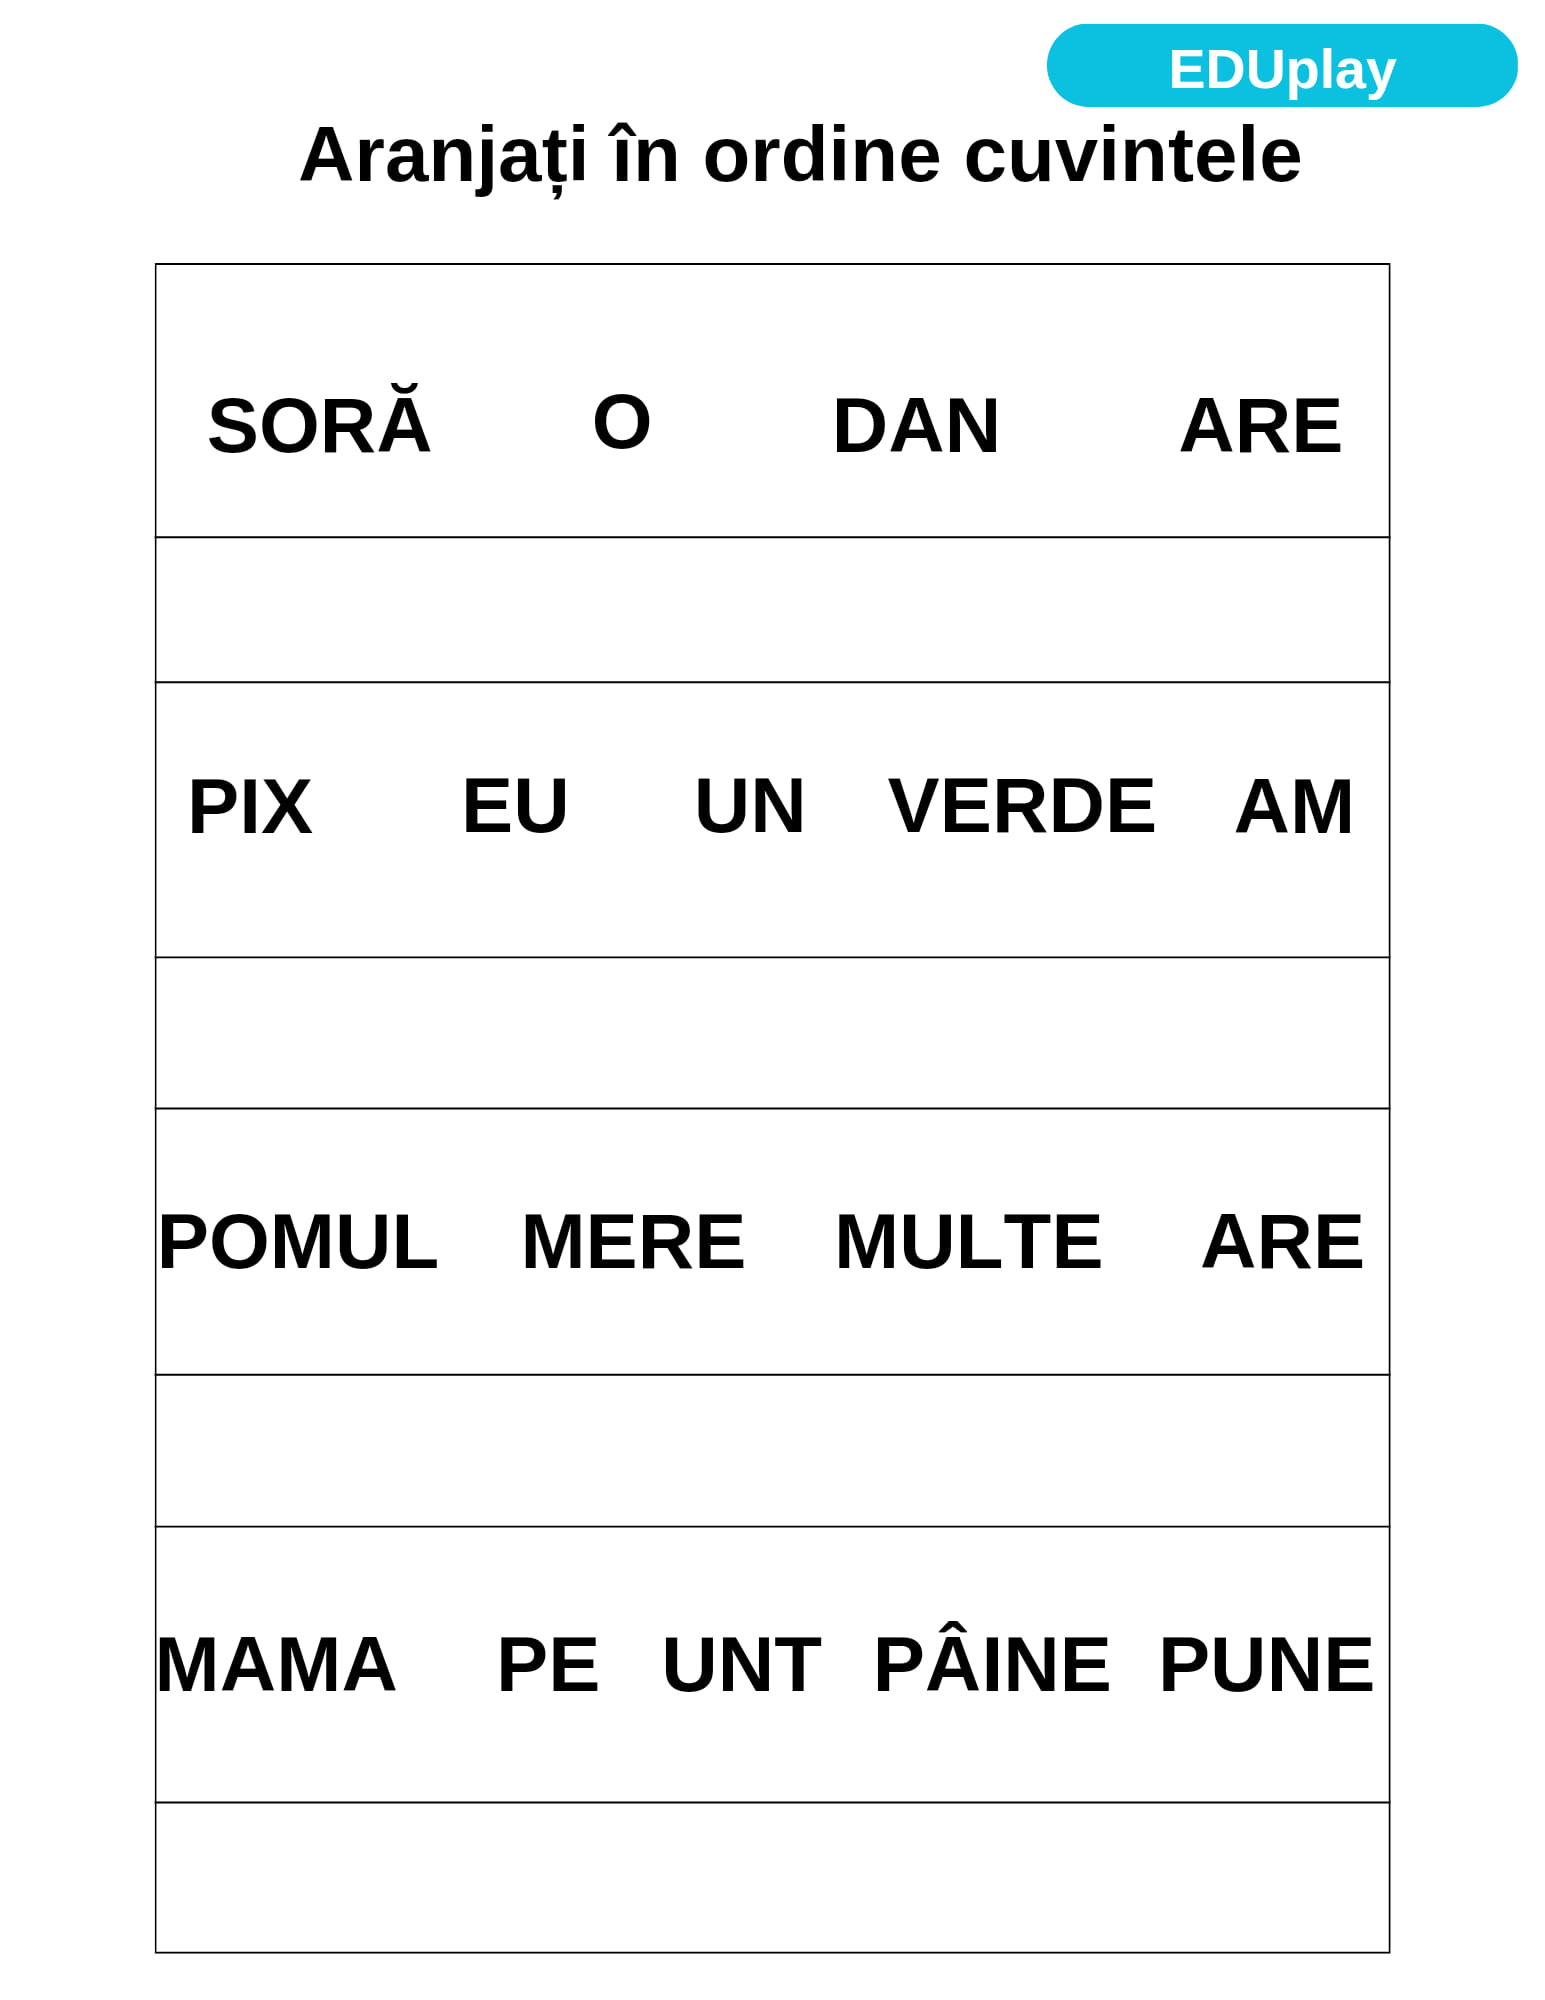 EDUplay
Aranjați în ordine cuvintele
SORĂ O DAN ARE
PIX EU UN VERDE AM
POMUL MERE MULTE ARE
MAMA PE UNT PÂINE PUNE